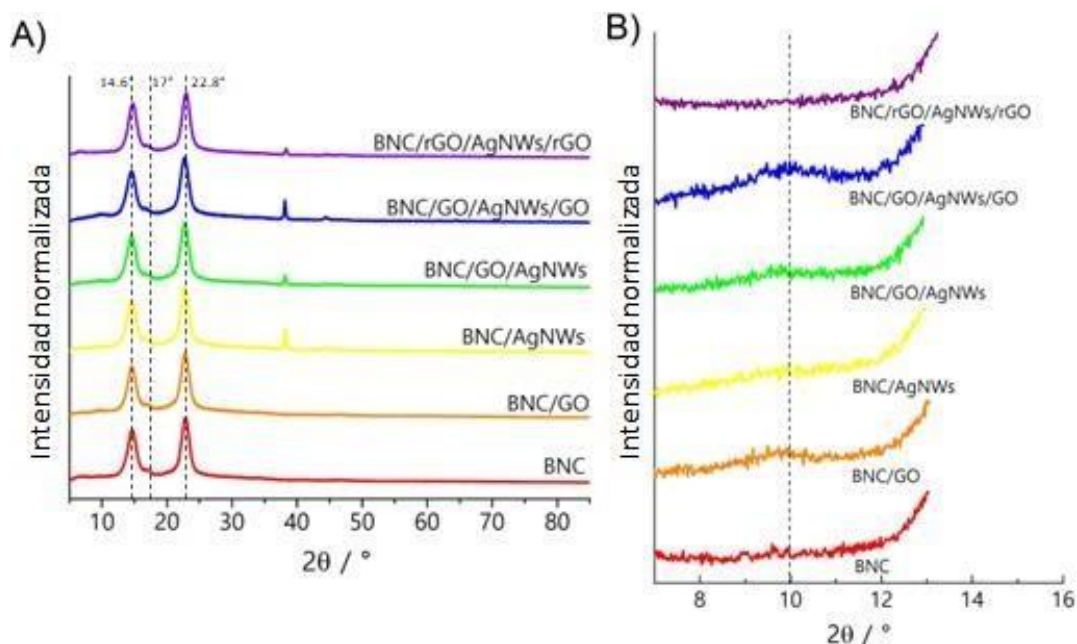 A)
Intensidad normalizada
14.6°
17°
22.8°
BNC/rGO/AgNWs/rGO
BNC/GO/AgNWs/GO
BNC/GO/AgNWs
BNC/AgNWs
BNC/GO
BNC
10 20 30 40 50 60 70 80
2θ / °
B)
Intensidad normalizada
BNC/rGO/AgNWs/rGO
BNC/GO/AgNWs/GO
BNC/GO/AgNWs
BNC/AgNWs
BNC/GO
BNC
8 10 12 14 16
2θ / °